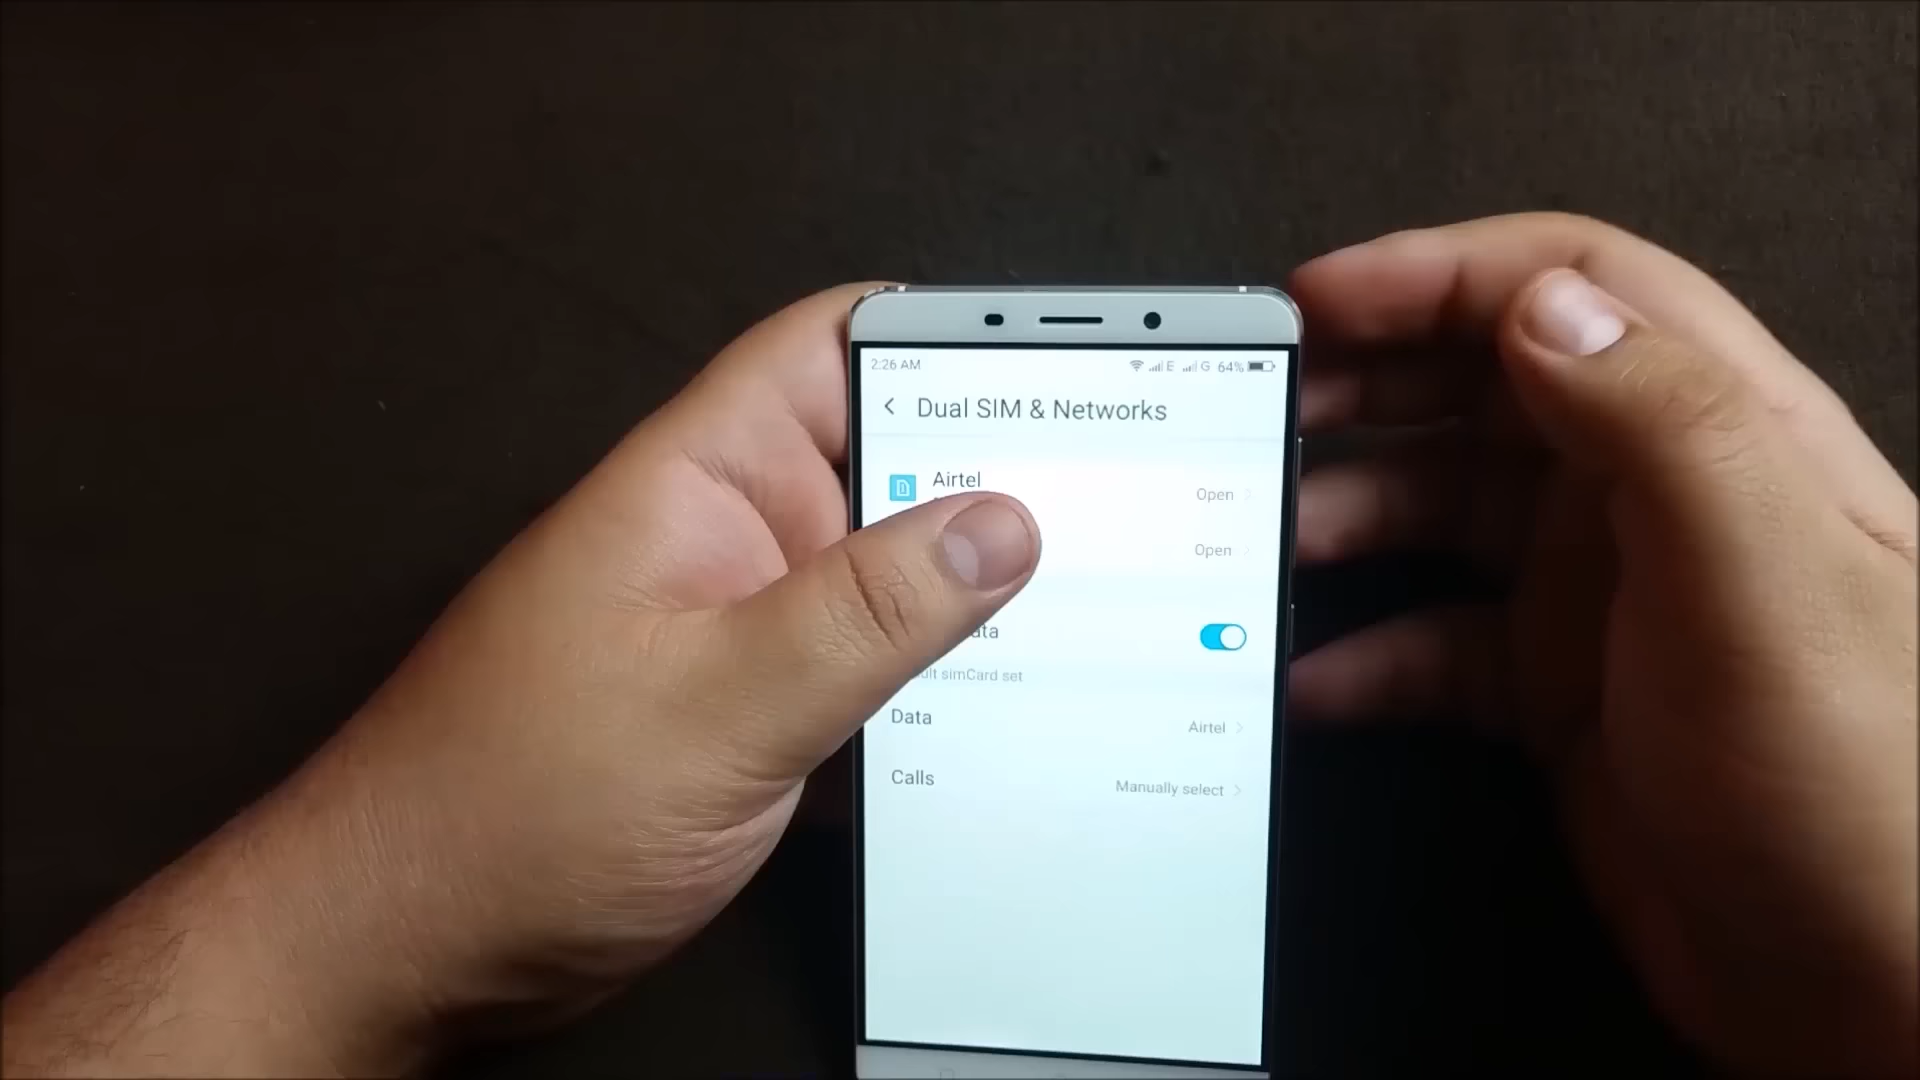 2:26 AM E G 64%
Dual SIM & Networks
Airtel
Open
Open
simCard set
Data
Airtel
Calls
Manually select